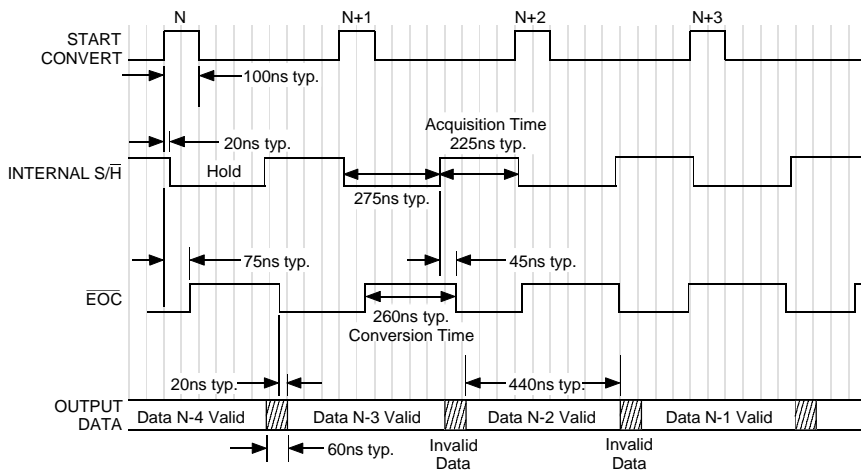 N N+1 N+2 N+3
START
CONVERT
100ns typ.
Acquisition Time
20ns typ. 225ns typ.
INTERNAL S/H̅ Hold
275ns typ.
75ns typ. 45ns typ.
E̅O̅C̅
260ns typ.
Conversion Time
20ns typ. 440ns typ.
OUTPUT
DATA
Data N-4 Valid Data N-3 Valid Data N-2 Valid Data N-1 Valid
60ns typ.
Invalid
Data
Invalid
Data